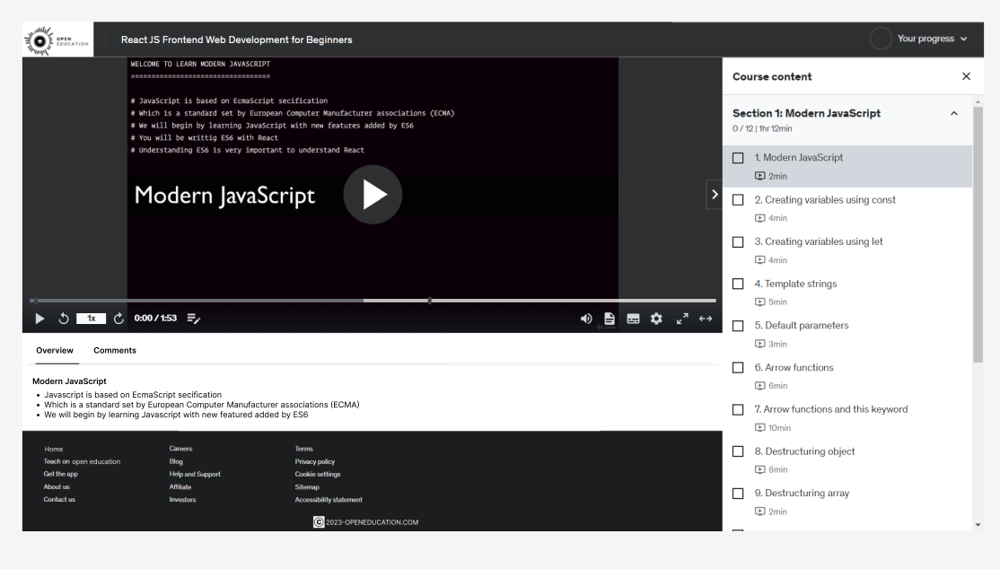 OPEN
EDUCATION
React JS Frontend Web Development for Beginners
Your progress
WELCOME TO LEARN MODERN JAVASCRIPT
==================================
# JavaScript is based on EcmaScript secification
# Which is a standard set by European Computer Manufacturer associations (ECMA)
# We will begin by learning JavaScript with new features added by ES6
# You will be writtig ES6 with React
# Understanding ES6 is very important to understand React
Modern JavaScript
1x
0:00 / 1:53
Overview
Comments
Modern JavaScript
• Javascript is based on EcmaScript secification
• Which is a standard set by European Computer Manufacturer associations (ECMA)
• We will begin by learning Javascript with new featured added by ES6
Course content
Section 1: Modern JavaScript
0 / 12 | 1hr 12min
1. Modern JavaScript
2min
2. Creating variables using const
4min
3. Creating variables using let
4min
4. Template strings
5min
5. Default parameters
3min
6. Arrow functions
6min
7. Arrow functions and this keyword
10min
8. Destructuring object
8min
9. Destructuring array
2min
Home
Teach on open education
Get the app
About us
Contact us
Careers
Blog
Help and Support
Affiliate
Investors
Terms
Privacy policy
Cookie settings
Sitemap
Accessibility statement
© 2023-OPENEDUCATION.COM